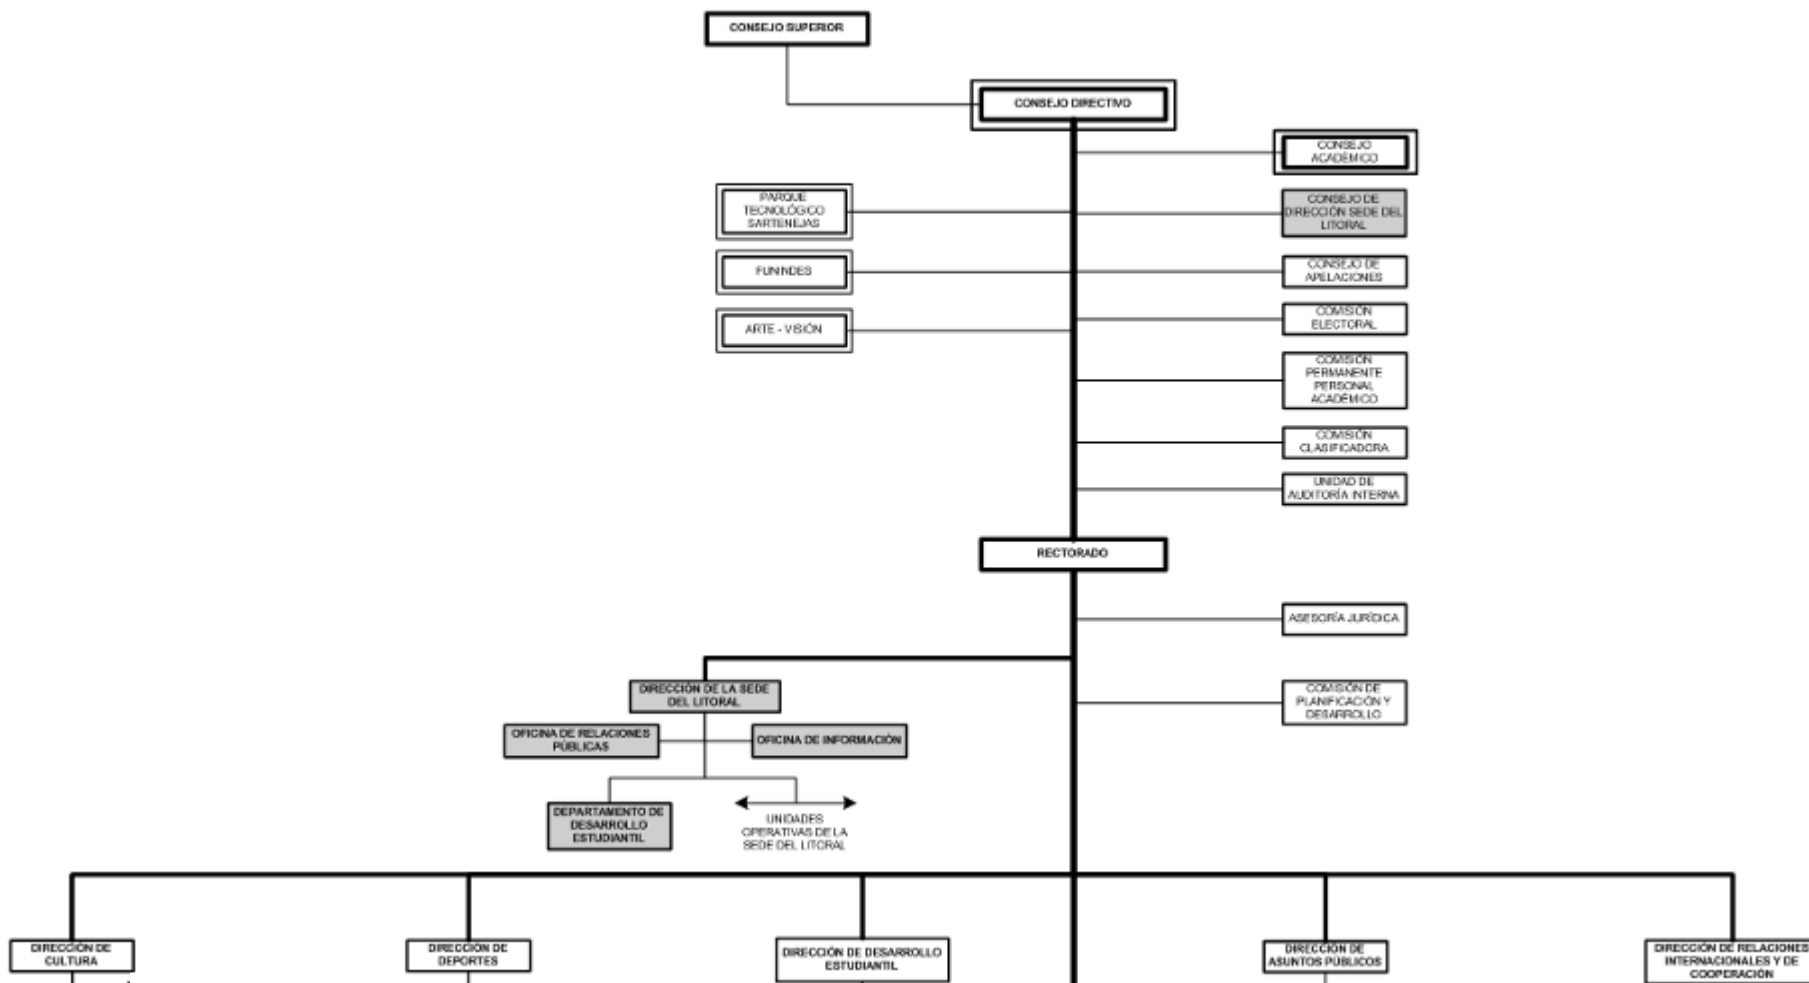 CONSEJO SUPERIOR
CONSEJO DIRECTIVO
CONSEJO
ACADÉMICO
PARQUE
TECNOLÓGICO
SARTENEJAS
CONSEJO DE
DIRECCIÓN SEDE DEL
LITORAL
FUNINDES
CONSEJO DE
APELACIONES
ARTE - VISIÓN
COMISIÓN
ELECTORAL
COMISIÓN
PERMANENTE
PERSONAL
ACADÉMICO
COMISIÓN
CLASIFICADORA
UNIDAD DE
AUDITORÍA INTERNA
RECTORADO
ASESORÍA JURÍDICA
DIRECCIÓN DE LA SEDE
DEL LITORAL
COMISIÓN DE
PLANIFICACIÓN Y
DESARROLLO
OFICINA DE RELACIONES
PÚBLICAS
OFICINA DE INFORMACIÓN
DEPARTAMENTO DE
DESARROLLO
ESTUDIANTIL
UNIDADES
OPERATIVAS DE LA
SEDE DEL LITORAL
DIRECCIÓN DE
CULTURA
DIRECCIÓN DE
DEPORTES
DIRECCIÓN DE DESARROLLO
ESTUDIANTIL
DIRECCIÓN DE
ASUNTOS PÚBLICOS
DIRECCIÓN DE RELACIONES
INTERNACIONALES Y DE
COOPERACIÓN